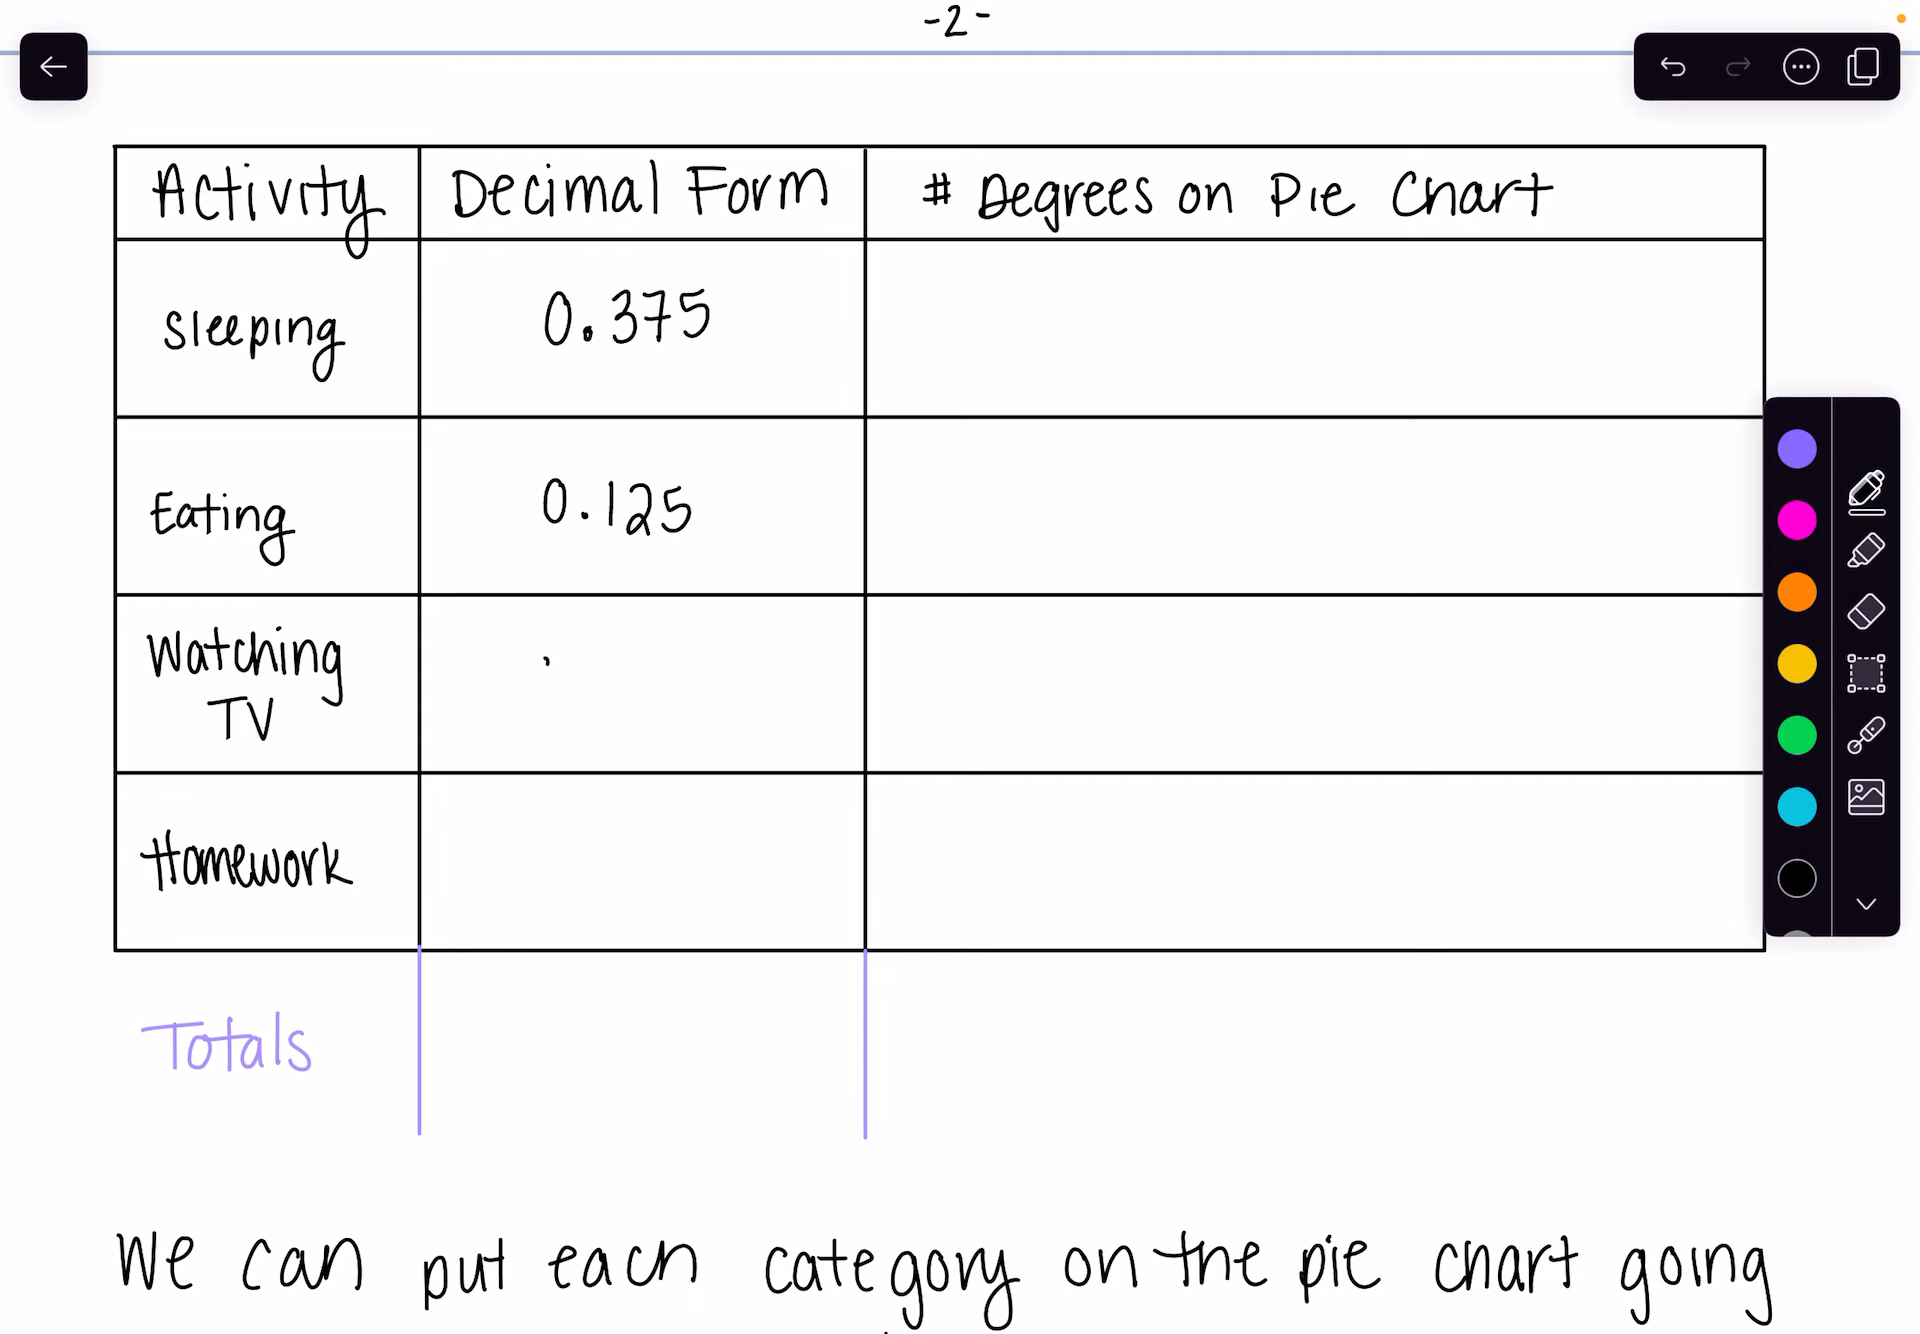 -2-
Activity Decimal Form # Degrees on Pie Chart
Sleeping 0.375
Eating 0.125
Watching
TV
Homework
Totals
We can put each category on the pie chart going